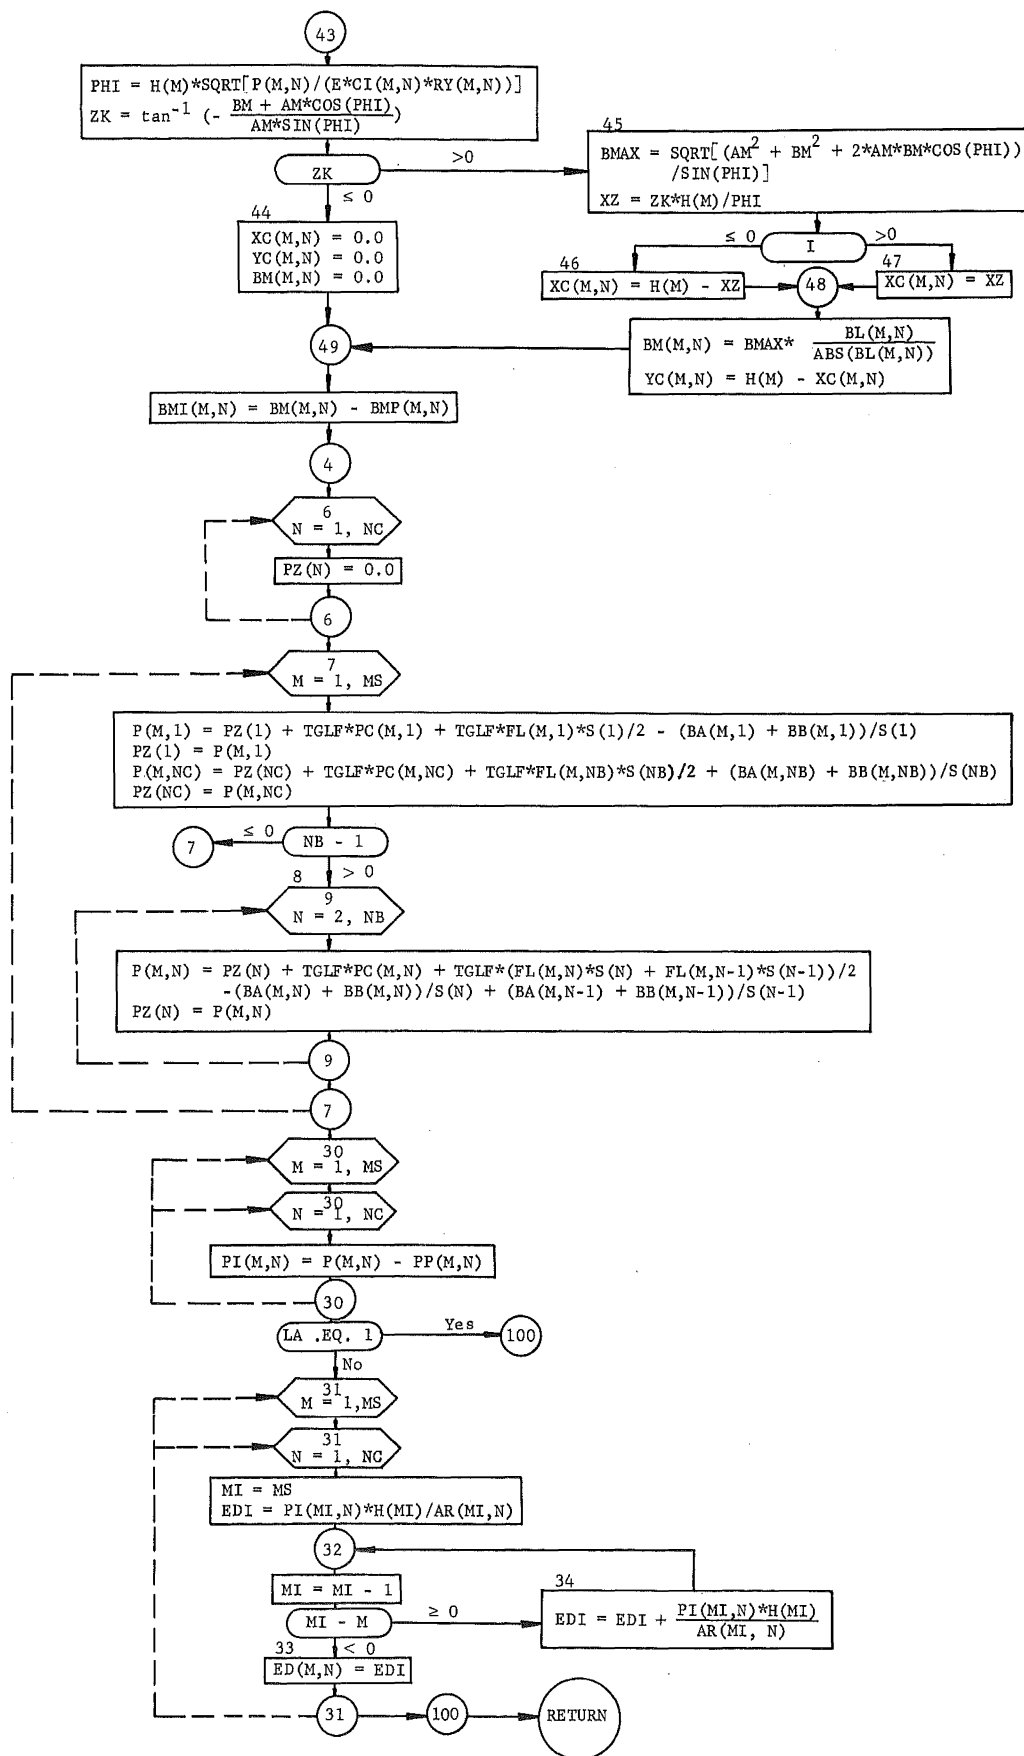 43
PHI = H(M)*SQRT[P(M,N)/(E*CI(M,N)*RY(M,N))]
ZK = tan⁻¹ (- BM + AM*COS(PHI) / AM*SIN(PHI))
ZK
>0
≤ 0
45
BMAX = SQRT[(AM² + BM² + 2*AM*BM*COS(PHI))
/SIN(PHI)]
XZ = ZK*H(M)/PHI
44
XC(M,N) = 0.0
YC(M,N) = 0.0
BM(M,N) = 0.0
≤ 0
I
>0
46
XC(M,N) = H(M) - XZ
48
47
XC(M,N) = XZ
49
BM(M,N) = BMAX* BL(M,N) / ABS(BL(M,N))
YC(M,N) = H(M) - XC(M,N)
BMI(M,N) = BM(M,N) - BMP(M,N)
4
6
N = 1, NC
PZ(N) = 0.0
6
7
M = 1, MS
P(M,1) = PZ(1) + TGLF*PC(M,1) + TGLF*FL(M,1)*S(1)/2 - (BA(M,1) + BB(M,1))/S(1)
PZ(1) = P(M,1)
P(M,NC) = PZ(NC) + TGLF*PC(M,NC) + TGLF*FL(M,NB)*S(NB)/2 + (BA(M,NB) + BB(M,NB))/S(NB)
PZ(NC) = P(M,NC)
7
≤ 0
NB - 1
> 0
8
9
N = 2, NB
P(M,N) = PZ(N) + TGLF*PC(M,N) + TGLF*(FL(M,N)*S(N) + FL(M,N-1)*S(N-1))/2
-(BA(M,N) + BB(M,N))/S(N) + (BA(M,N-1) + BB(M,N-1))/S(N-1)
PZ(N) = P(M,N)
9
7
30
M = 1, MS
30
N = 1, NC
PI(M,N) = P(M,N) - PP(M,N)
30
LA .EQ. 1
Yes
100
No
31
M = 1,MS
31
N = 1, NC
MI = MS
EDI = PI(MI,N)*H(MI)/AR(MI,N)
32
MI = MI - 1
34
EDI = EDI + PI(MI,N)*H(MI) / AR(MI, N)
MI - M
≥ 0
< 0
33
ED(M,N) = EDI
31
100
RETURN